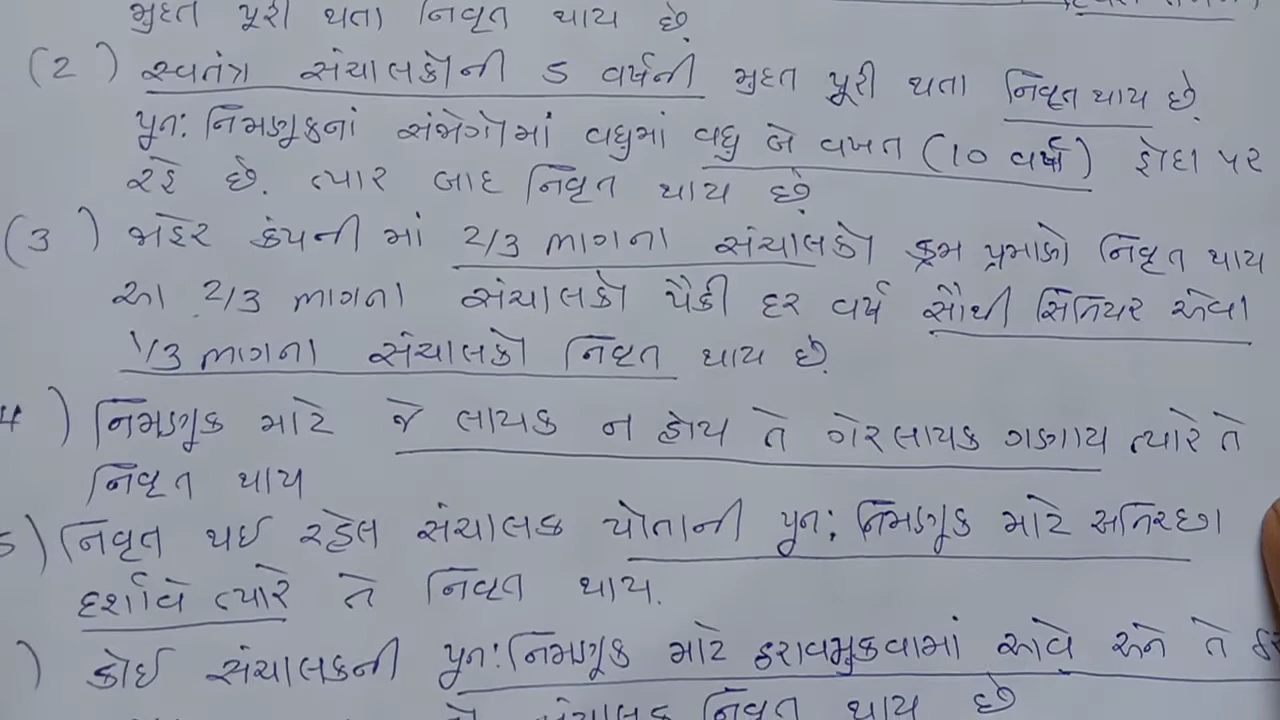 મુદત પૂરી થતા નિવૃત થાય છે.
(2) સ્વતંત્ર સંચાલકોની 5 વર્ષની મુદત પૂરી થતા નિવૃત થાય છે.
પુન: નિમણૂકનાં સંજોગોમાં વધુમાં વધુ બે વખત (10 વર્ષ) હોદા પર
રહે છે. ત્યાર બાદ નિવૃત થાય છે.
(3) જાહેર કંપની માં 2/3 ભાગના સંચાલકો ક્રમ પ્રમાણે નિવૃત થાય
આ 2/3 ભાગના સંચાલકો પૈકી દર વર્ષ સૌથી સિનિયર એવા
1/3 ભાગના સંચાલકો નિવૃત થાય છે.
4) નિમણૂક માટે જે લાયક ન હોય તે ગેરલાયક ગણાય ત્યારે તે
નિવૃત થાય
5) નિવૃત થઈ રહેલ સંચાલક પોતાની પુન: નિમણૂક માટે અનિચ્છા
દર્શાવે ત્યારે તે નિવૃત થાય.
) કોઈ સંચાલકની પુન: નિમણૂક માટે ઠરાવમુકવામાં આવે અને તે
સંચાલક નિવૃત થાય છે